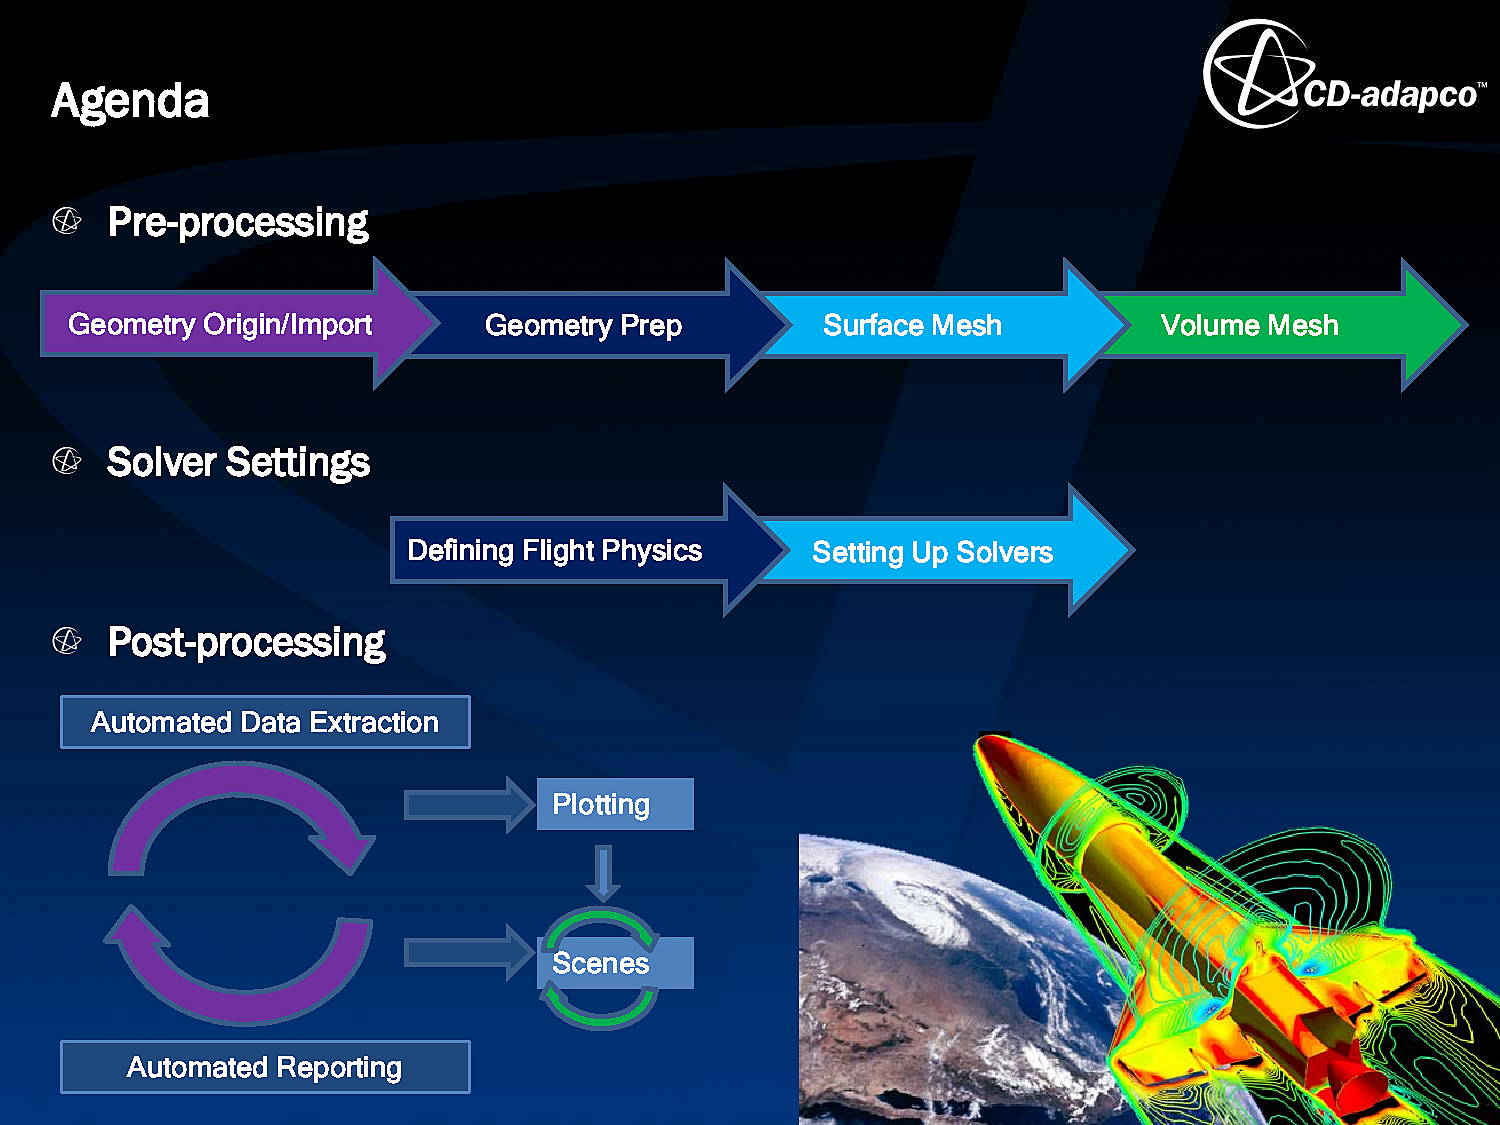 Agenda
CD-adapco™
Pre-processing
Geometry Origin/Import
Geometry Prep
Surface Mesh
Volume Mesh
Solver Settings
Defining Flight Physics
Setting Up Solvers
Post-processing
Automated Data Extraction
Plotting
Scenes
Automated Reporting